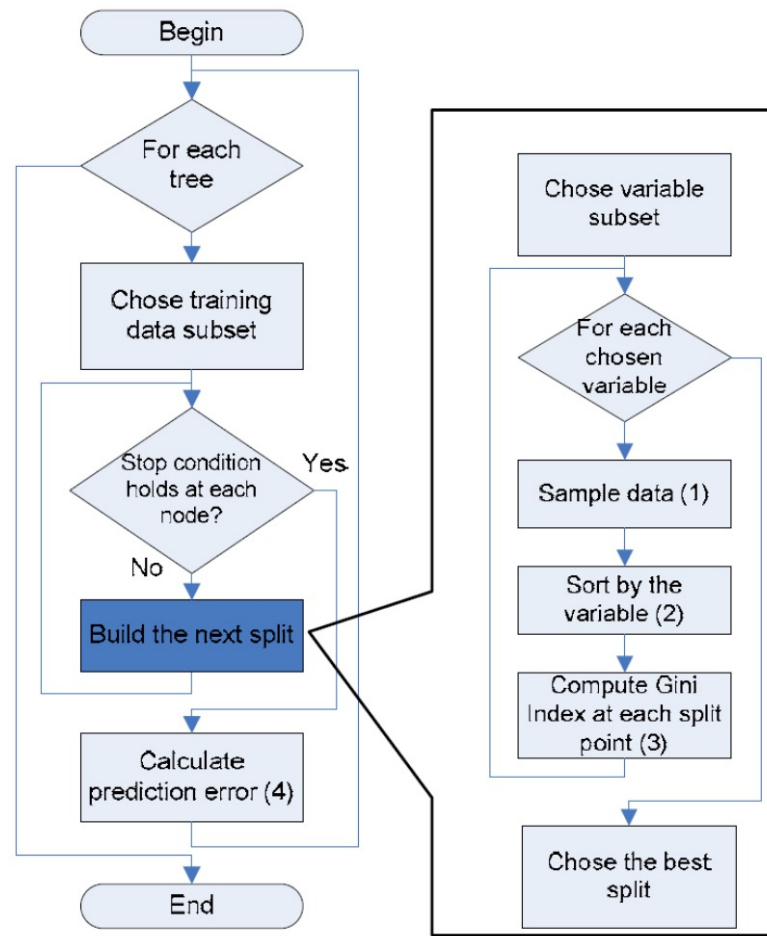 Begin
For each
tree
Chose training
data subset
Stop condition
holds at each
node?
Yes
No
Build the next split
Calculate
prediction error (4)
End
Chose variable
subset
For each
chosen
variable
Sample data (1)
Sort by the
variable (2)
Compute Gini
Index at each split
point (3)
Chose the best
split